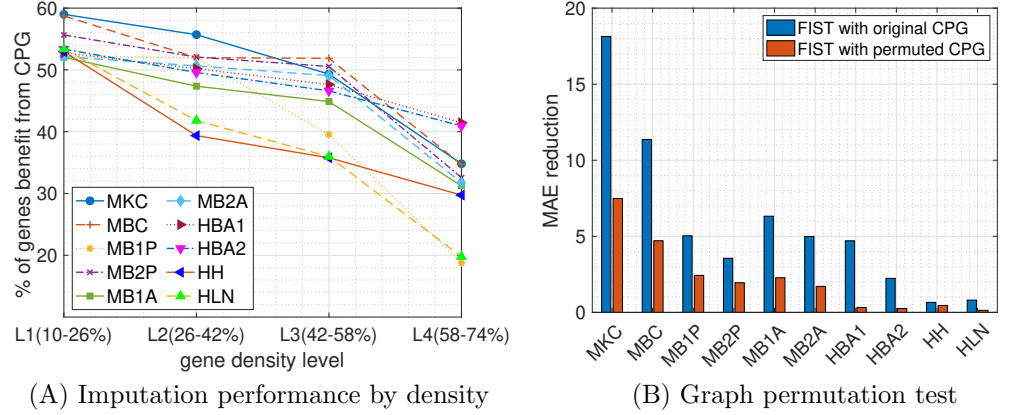 60
50
40
30
20
% of genes benefit from CPG
MKC
MBC
MB1P
MB2P
MB1A
MB2A
HBA1
HBA2
HH
HLN
L1(10-26%)
L2(26-42%)
L3(42-58%)
L4(58-74%)
gene density level
(A) Imputation performance by density
20
15
10
5
0
MAE reduction
FIST with original CPG
FIST with permuted CPG
MKC
MBC
MB1P
MB2P
MB1A
MB2A
HBA1
HBA2
HH
HLN
(B) Graph permutation test